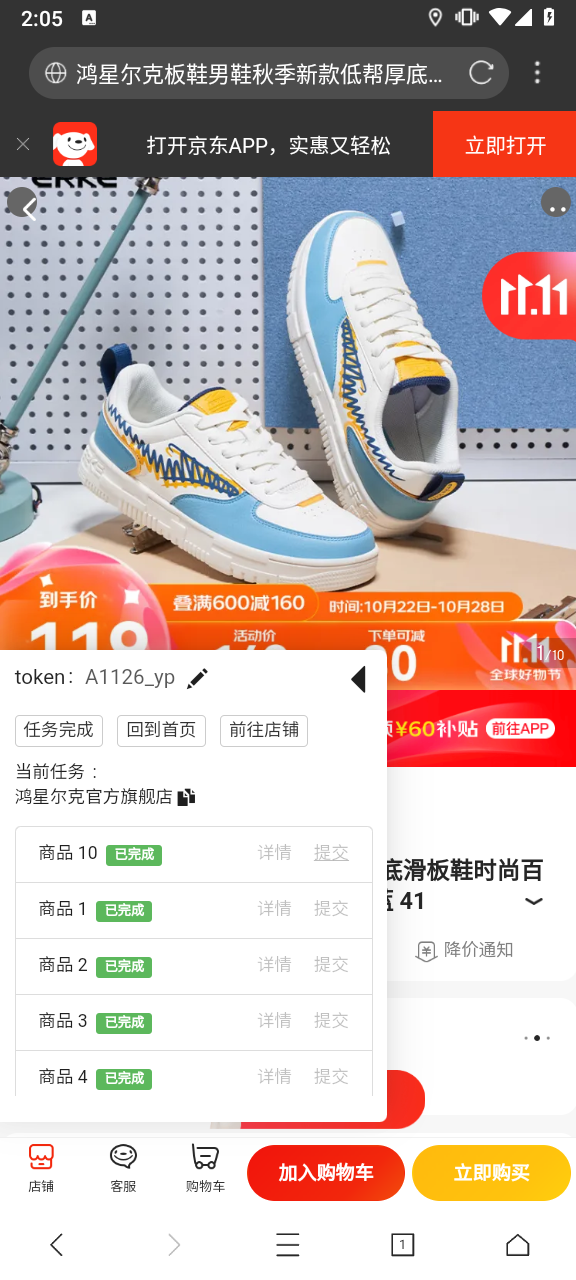 2:05
A
鸿星尔克板鞋男鞋秋季新款低帮厚底...
打开京东APP，实惠又轻松
立即打开
ERKE
11.11
到手价
叠满600减160
时间:10月22日-10月28日
119
活动价
下单可减
11.11
1/10
全球好物节
token： A1126_yp
¥60补贴
前往APP
任务完成
回到首页
前往店铺
当前任务：
鸿星尔克官方旗舰店
商品 10
已完成
详情
提交
底滑板鞋时尚百
蓝 41
商品 1
已完成
详情
提交
降价通知
商品 2
已完成
详情
提交
商品 3
已完成
详情
提交
商品 4
已完成
详情
提交
店铺
客服
购物车
加入购物车
立即购买
1